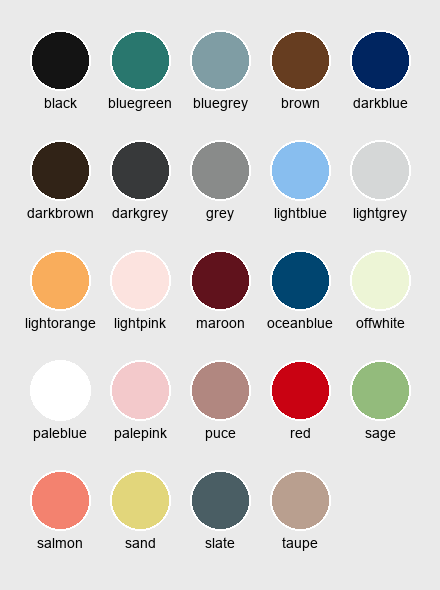 black bluegreen bluegrey brown darkblue
darkbrown darkgrey grey lightblue lightgrey
lightorange lightpink maroon oceanblue offwhite
paleblue palepink puce red sage
salmon sand slate taupe